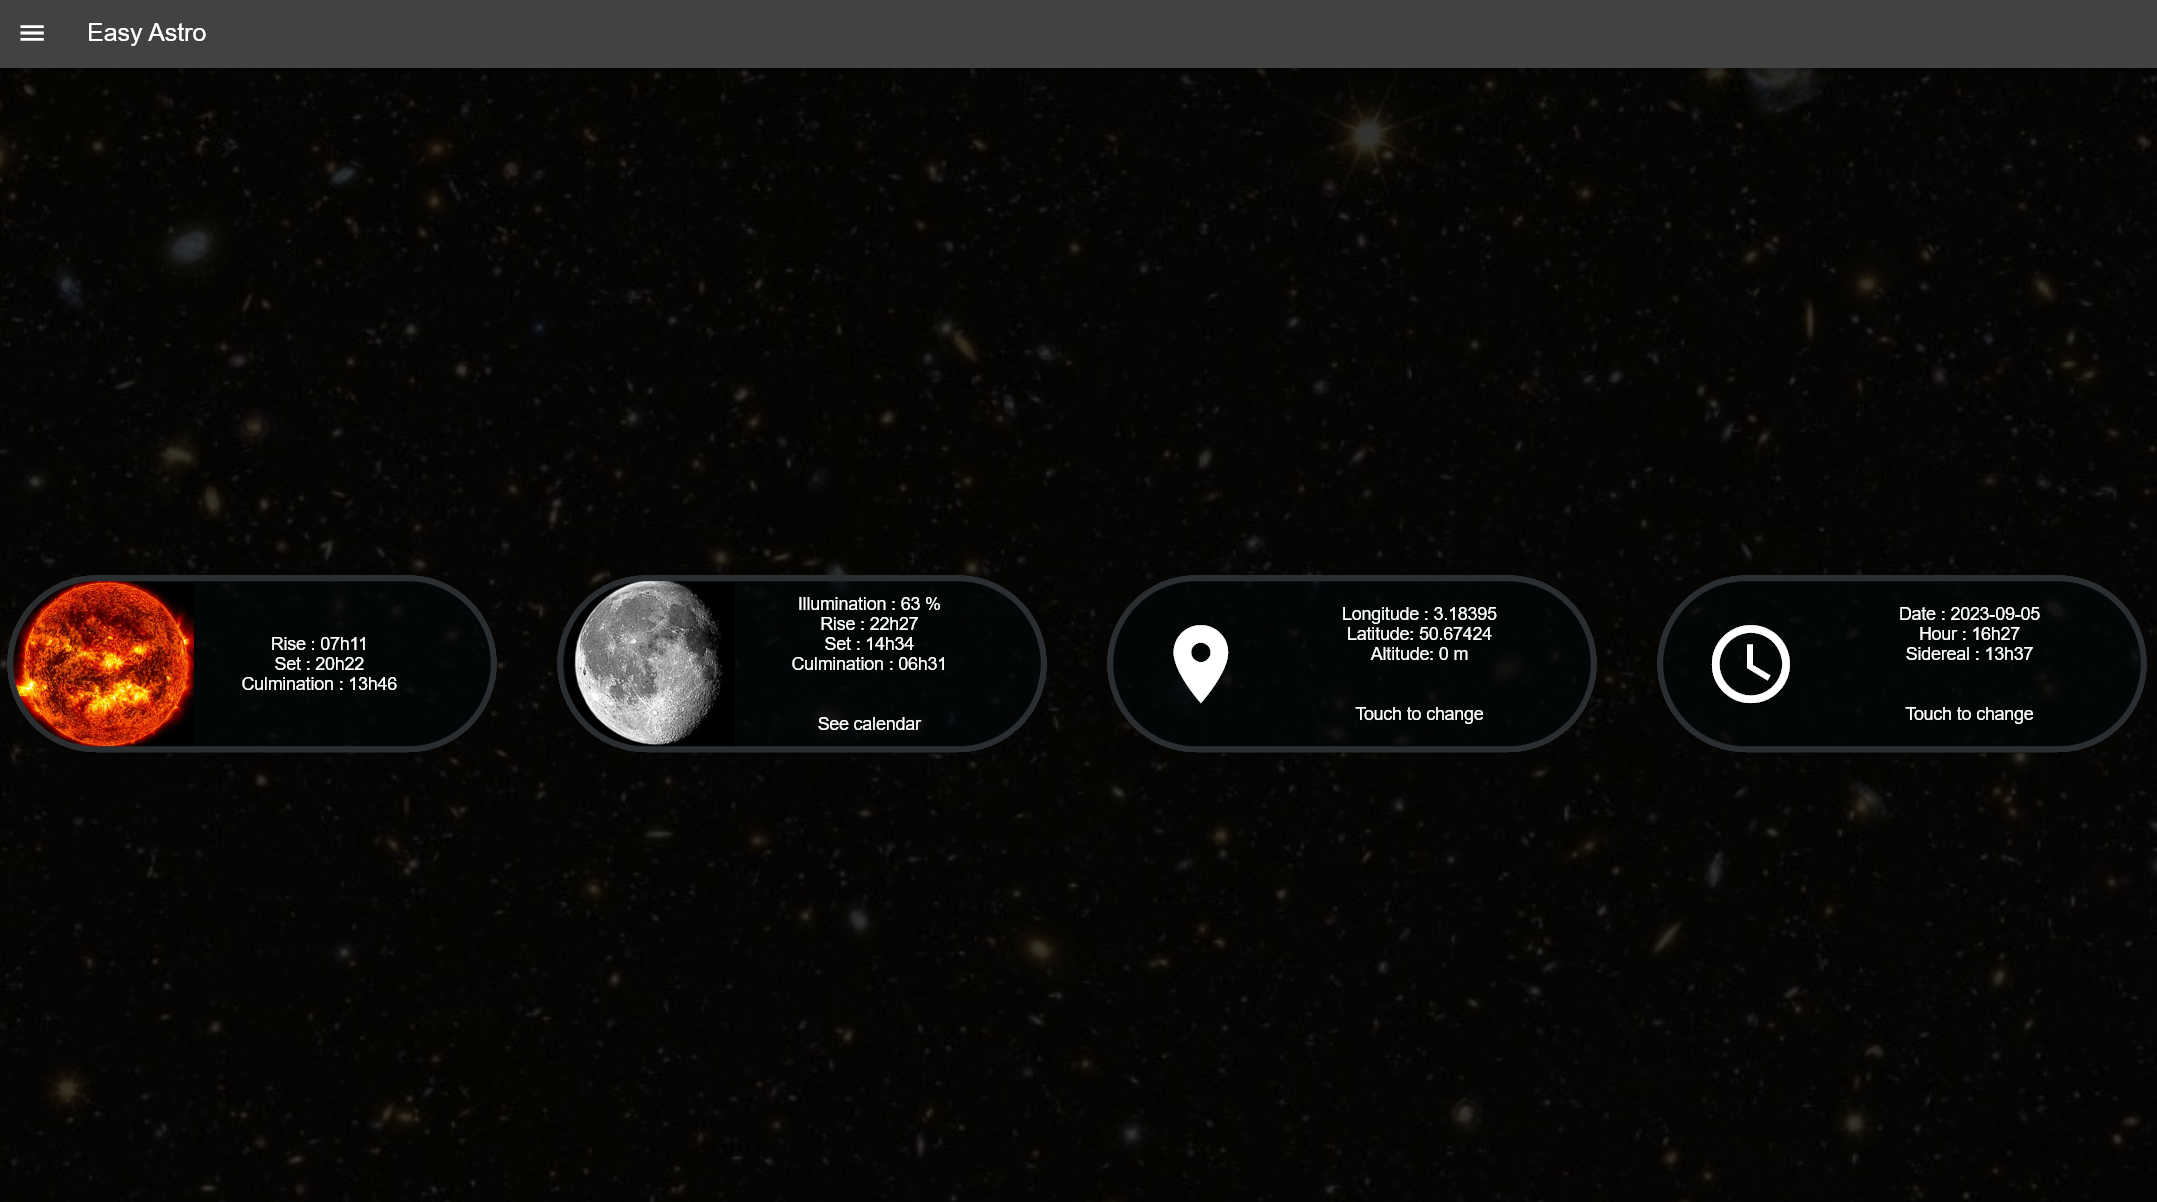 Easy Astro
Rise : 07h11
Set : 20h22
Culmination : 13h46
Illumination : 63 %
Rise : 22h27
Set : 14h34
Culmination : 06h31
See calendar
Longitude : 3.18395
Latitude: 50.67424
Altitude: 0 m
Touch to change
Date : 2023-09-05
Hour : 16h27
Sidereal : 13h37
Touch to change